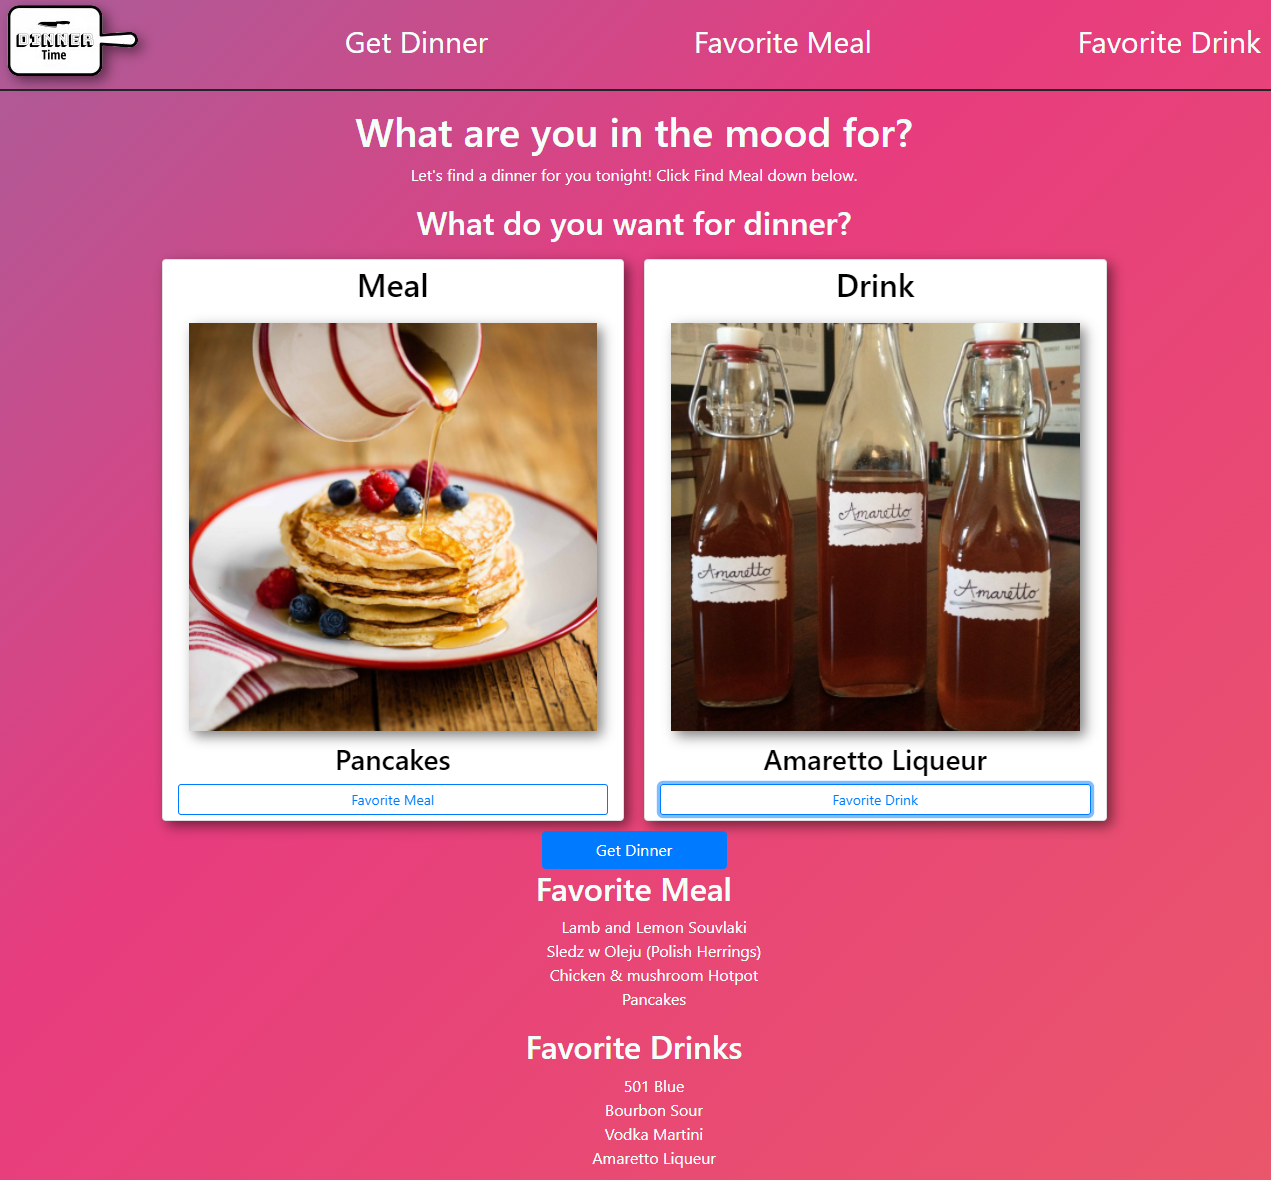 DINNER
Time
Get Dinner
Favorite Meal
Favorite Drink
What are you in the mood for?
Let's find a dinner for you tonight! Click Find Meal down below.
What do you want for dinner?
Meal
Drink
Amaretto
Amaretto
Amaretto
Pancakes
Amaretto Liqueur
Favorite Meal
Favorite Drink
Get Dinner
Favorite Meal
Lamb and Lemon Souvlaki
Sledz w Oleju (Polish Herrings)
Chicken & mushroom Hotpot
Pancakes
Favorite Drinks
501 Blue
Bourbon Sour
Vodka Martini
Amaretto Liqueur